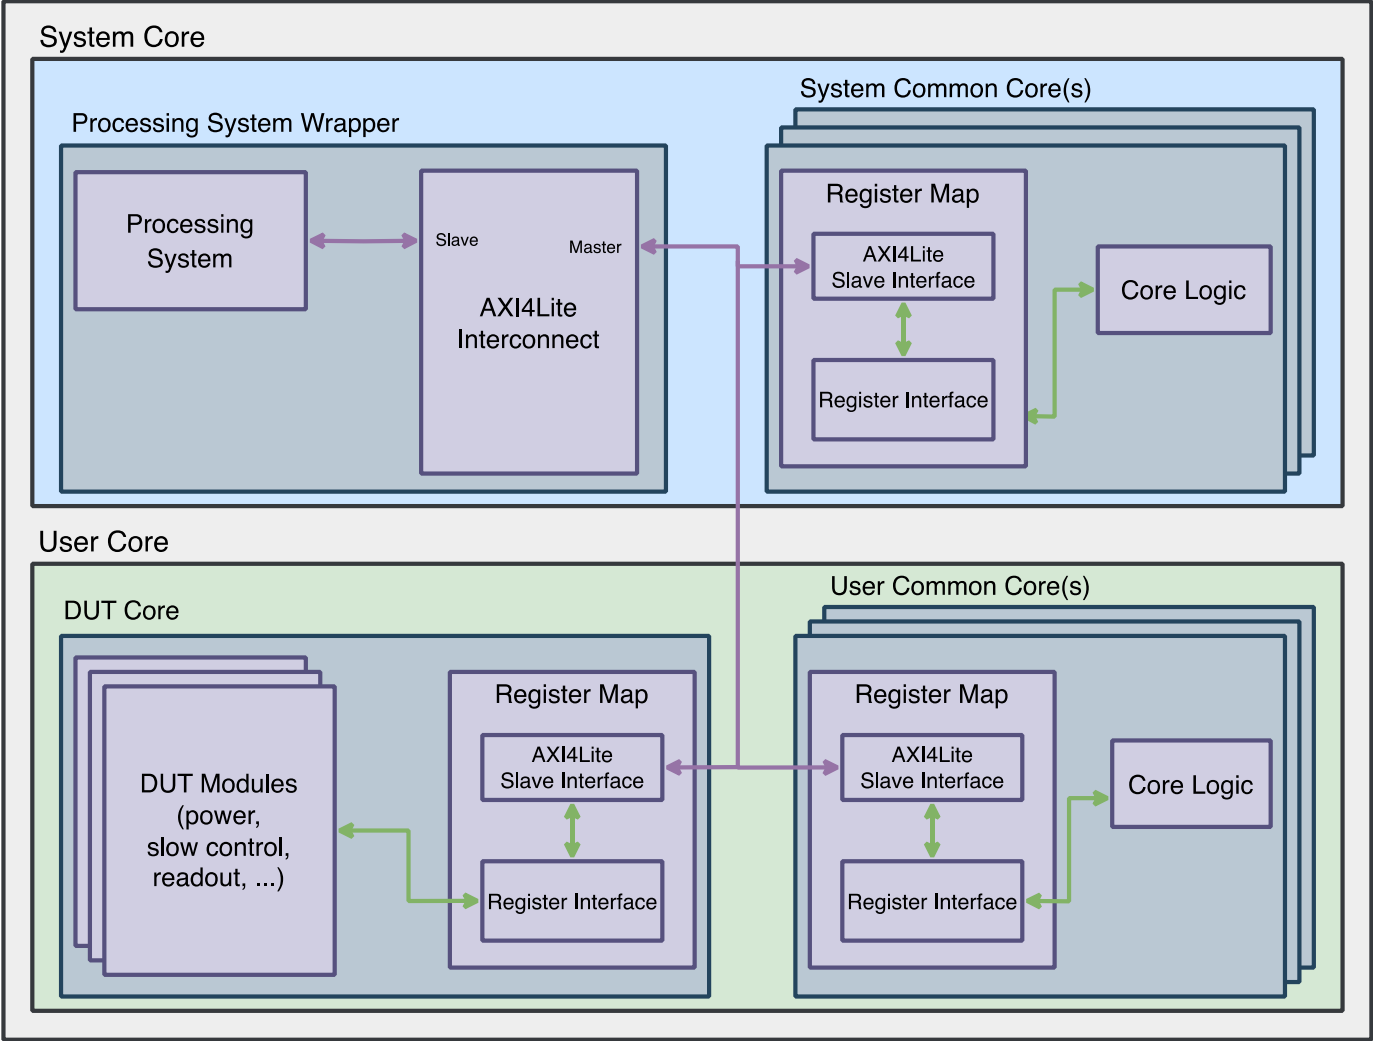 System Core
System Common Core(s)
Processing System Wrapper
Processing
System
Slave
Master
AXI4Lite
Interconnect
Register Map
AXI4Lite
Slave Interface
Register Interface
Core Logic
User Core
DUT Core
DUT Modules
(power,
slow control,
readout, ...)
Register Map
AXI4Lite
Slave Interface
Register Interface
User Common Core(s)
Register Map
AXI4Lite
Slave Interface
Register Interface
Core Logic